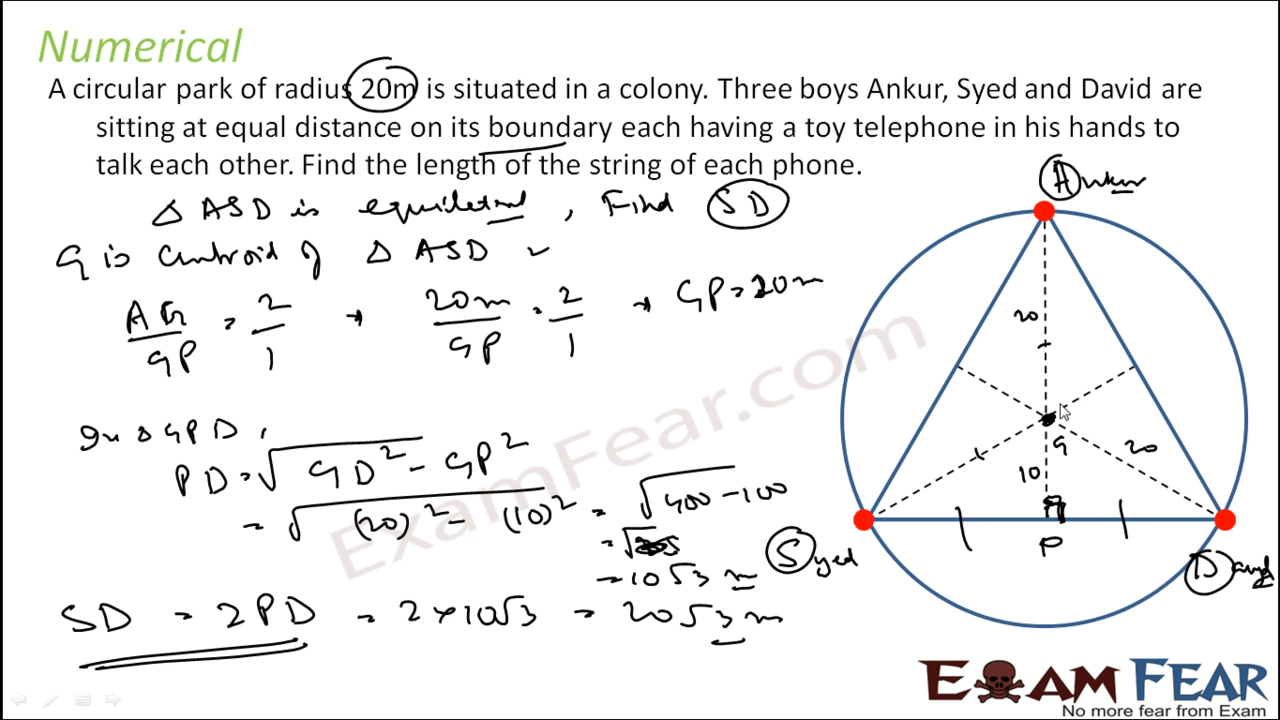 Numerical
A circular park of radius 20m is situated in a colony. Three boys Ankur, Syed and David are
sitting at equal distance on its boundary each having a toy telephone in his hands to
talk each other. Find the length of the string of each phone.
Ankur
Δ ASD is equilateral, Find SD
G is centroid of Δ ASD
AG/GP = 2/1 → 20m/GP = 2/1 → GP = 10m
20
In Δ GPD,
PD = √GD² - GP²
= √(20)² - (10)² = √400 - 100
= 10√3 m
G
10
20
P
Syed
David
SD = 2PD = 2 × 10√3 = 20√3 m
ExamFear.com
EXAM FEAR
No more fear from Exam